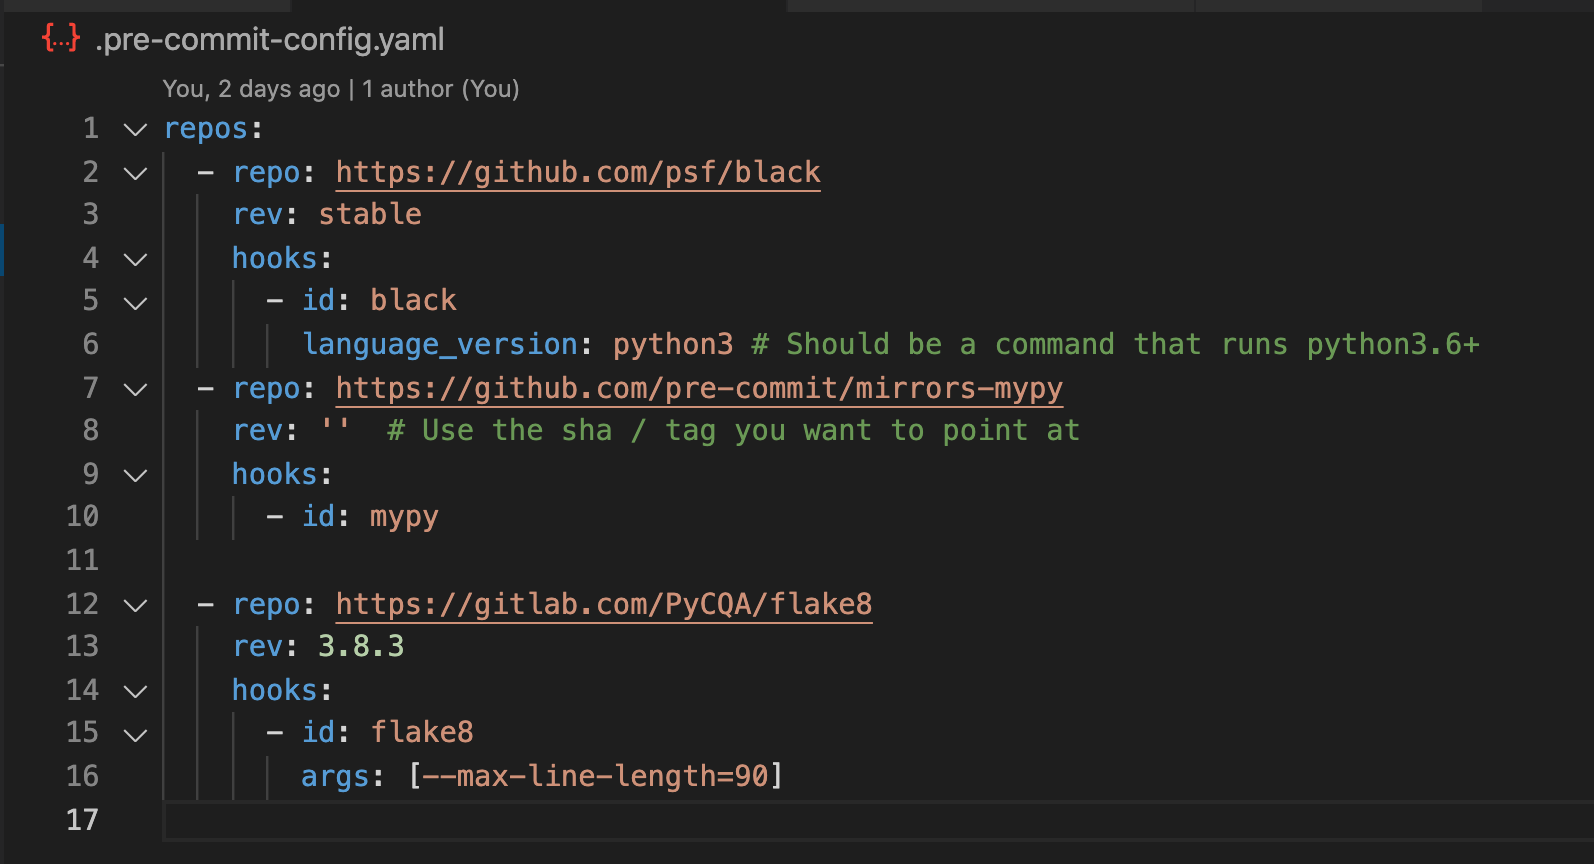 {...} .pre-commit-config.yaml
You, 2 days ago | 1 author (You)
1 repos:
2 - repo: https://github.com/psf/black
3 rev: stable
4 hooks:
5 - id: black
6 language_version: python3 # Should be a command that runs python3.6+
7 - repo: https://github.com/pre-commit/mirrors-mypy
8 rev: '' # Use the sha / tag you want to point at
9 hooks:
10 - id: mypy
11
12 - repo: https://gitlab.com/PyCQA/flake8
13 rev: 3.8.3
14 hooks:
15 - id: flake8
16 args: [--max-line-length=90]
17